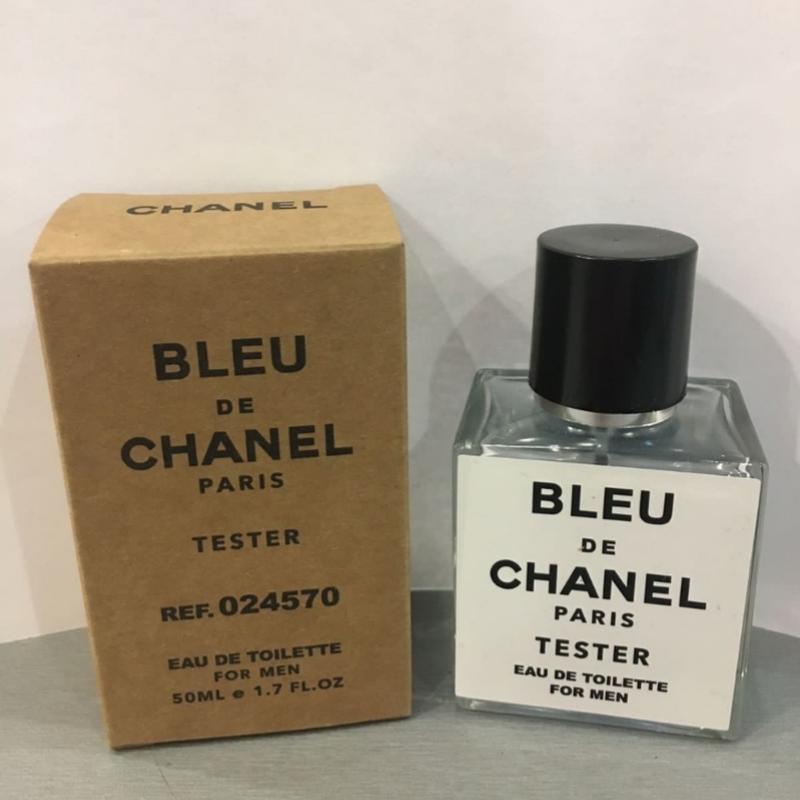 CHANEL
BLEU
DE
CHANEL
PARIS
TESTER
REF. 024570
EAU DE TOILETTE
FOR MEN
50ML e 1.7 FL.OZ
BLEU
DE
CHANEL
PARIS
TESTER
EAU DE TOILETTE
FOR MEN